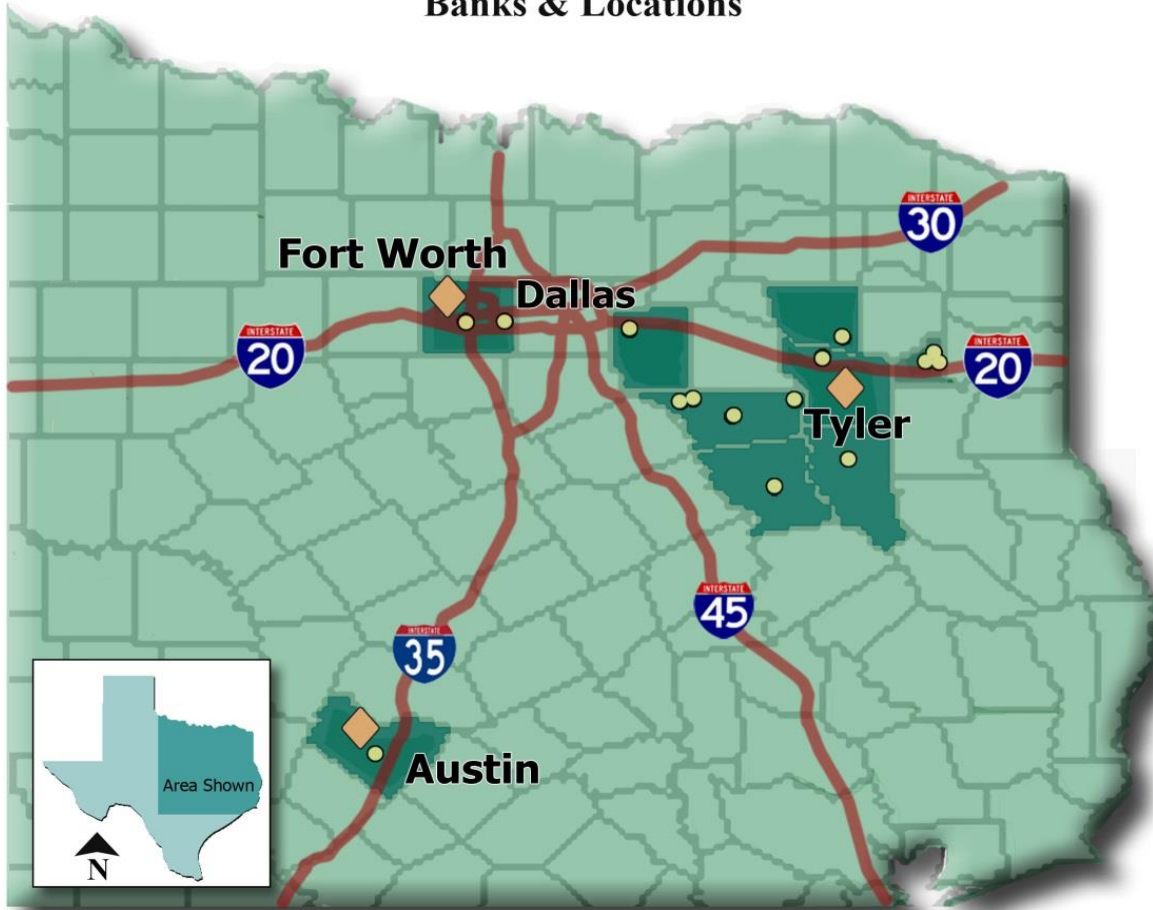 Banks & Locations
INTERSTATE
30
Fort Worth
Dallas
INTERSTATE
20
INTERSTATE
20
Tyler
INTERSTATE
45
INTERSTATE
35
Austin
Area Shown
N